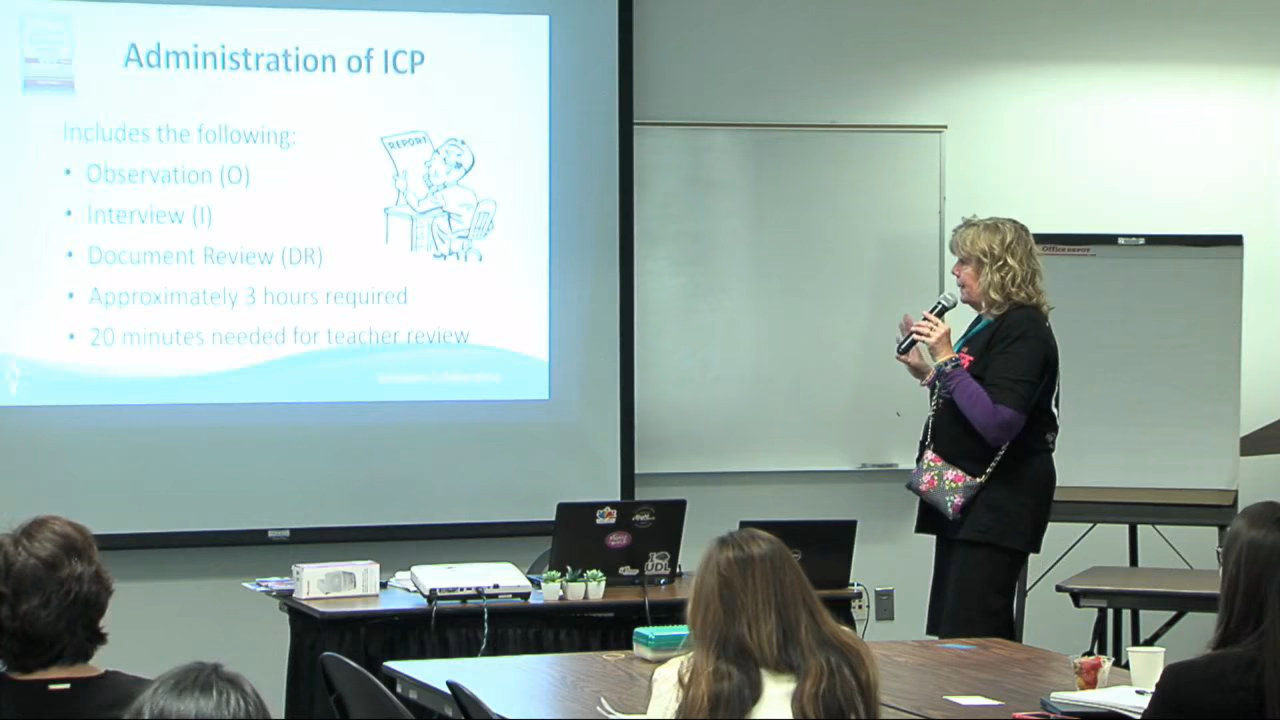 Administration of ICP
Includes the following:
REPORT
• Observation (O)
• Interview (I)
• Document Review (DR)
• Approximately 3 hours required
• 20 minutes needed for teacher review
Office DEPOT
UDL